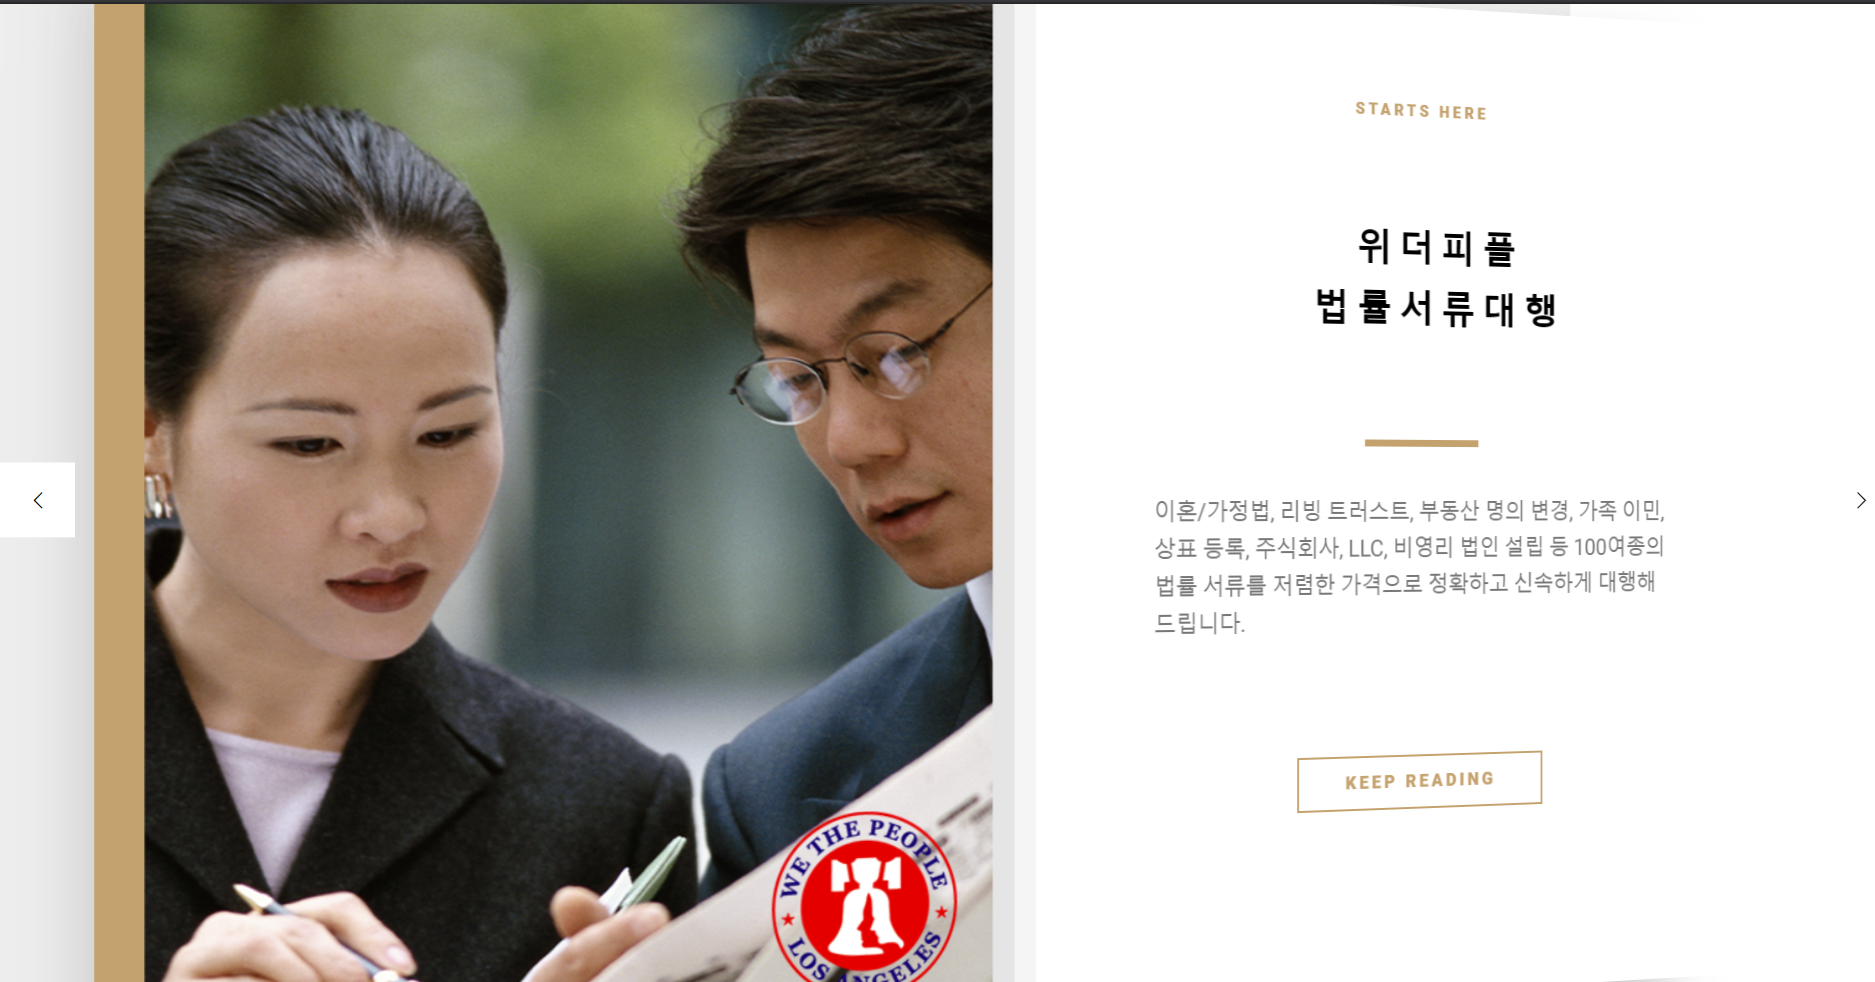 STARTS HERE
위더피플
법률서류대행
이혼/가정법, 리빙 트러스트, 부동산 명의 변경, 가족 이민,
상표 등록, 주식회사, LLC, 비영리 법인 설립 등 100여종의
법률 서류를 저렴한 가격으로 정확하고 신속하게 대행해
드립니다.
KEEP READING
WE THE PEOPLE
LOS ANGELES